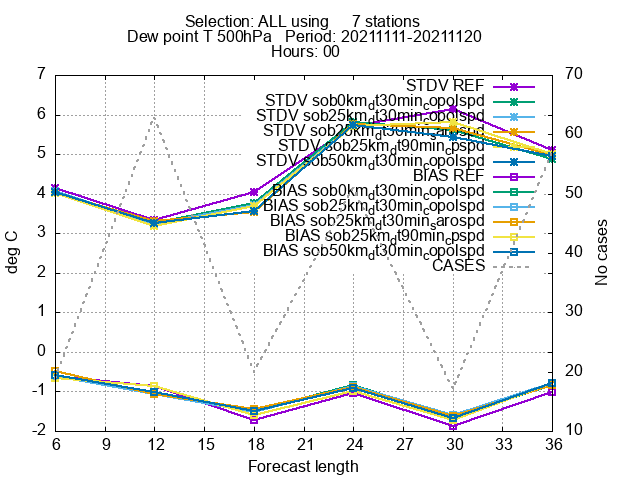 Selection: ALL using 7 stations
Dew point T 500hPa Period: 20211111-20211120
Hours: 00
7
6
5
4
3
2
1
0
-1
-2
deg C
STDV REF
STDV sob0km_dt30min_copolspd
STDV sob25km_dt30min_copolspd
STDV sob25km_dt30min_sarospd
STDV sob25km_dt90min_cpspd
STDV sob50km_dt30min_copolspd
BIAS REF
BIAS sob0km_dt30min_copolspd
BIAS sob25km_dt30min_copolspd
BIAS sob25km_dt30min_sarospd
BIAS sob25km_dt90min_cpspd
BIAS sob50km_dt30min_copolspd
CASES
70
60
50
40
30
20
10
No cases
6 9 12 15 18 21 24 27 30 33 36
Forecast length